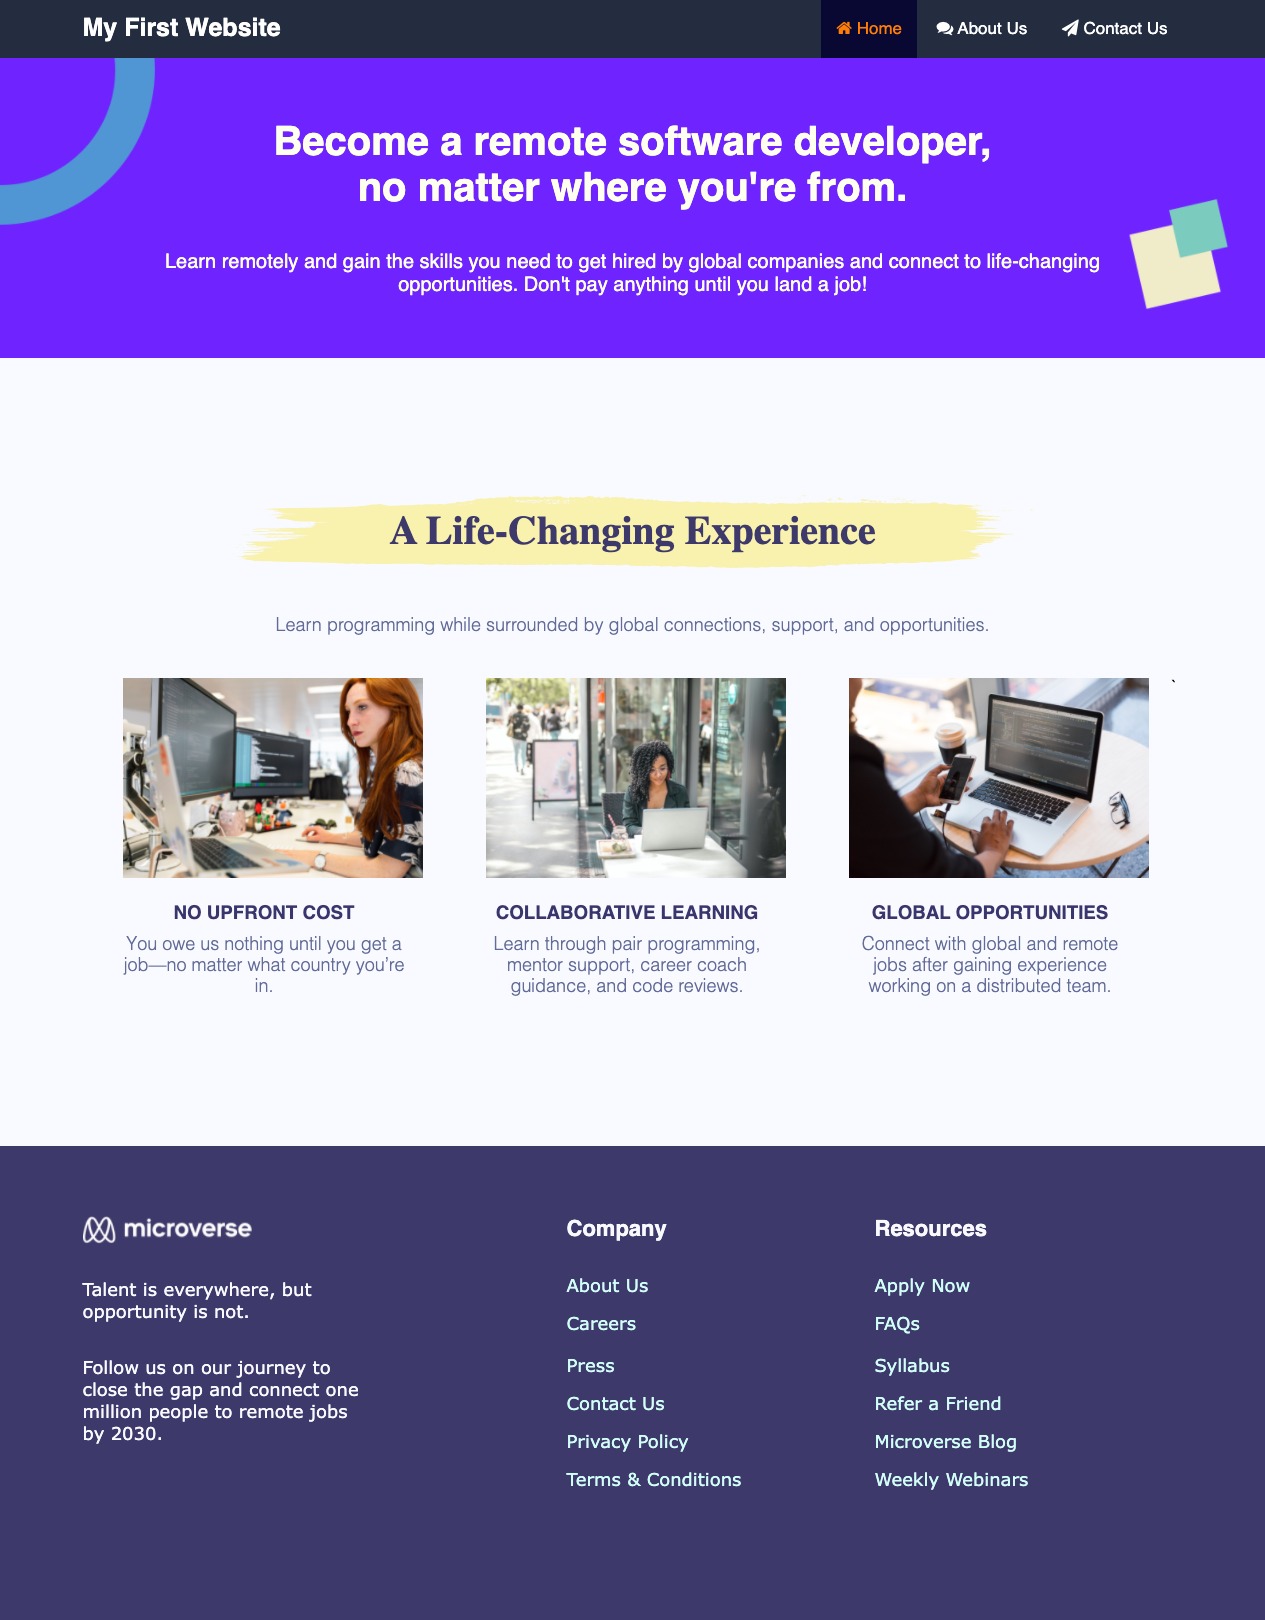 My First Website
Home
About Us
Contact Us
Become a remote software developer,
no matter where you're from.
Learn remotely and gain the skills you need to get hired by global companies and connect to life-changing
opportunities. Don't pay anything until you land a job!
A Life-Changing Experience
Learn programming while surrounded by global connections, support, and opportunities.
`
NO UPFRONT COST
You owe us nothing until you get a
job—no matter what country you’re
in.
COLLABORATIVE LEARNING
Learn through pair programming,
mentor support, career coach
guidance, and code reviews.
GLOBAL OPPORTUNITIES
Connect with global and remote
jobs after gaining experience
working on a distributed team.
microverse
Talent is everywhere, but
opportunity is not.
Follow us on our journey to
close the gap and connect one
million people to remote jobs
by 2030.
Company
About Us
Careers
Press
Contact Us
Privacy Policy
Terms & Conditions
Resources
Apply Now
FAQs
Syllabus
Refer a Friend
Microverse Blog
Weekly Webinars